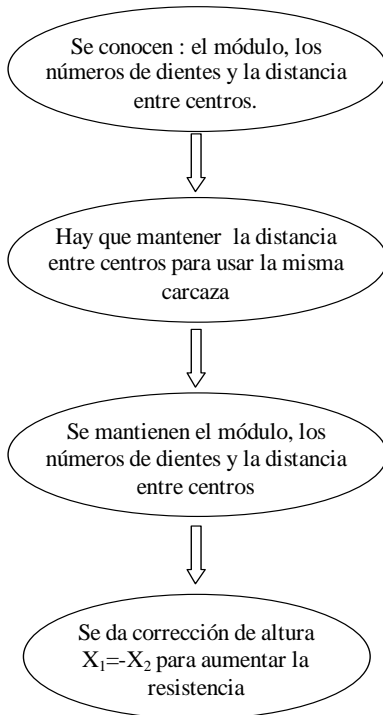 Se conocen : el módulo, los
números de dientes y la distancia
entre centros.
Hay que mantener la distancia
entre centros para usar la misma
carcaza
Se mantienen el módulo, los
números de dientes y la distancia
entre centros
Se da corrección de altura
X₁=-X₂ para aumentar la
resistencia